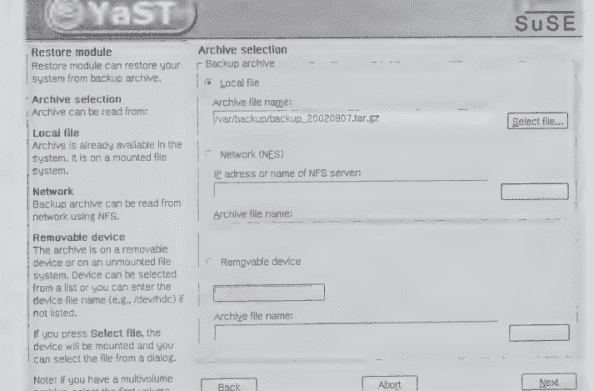 YaST
SuSE
Restore module
Restore module can restore your
system from backup archive.
Archive selection
Archive can be read from:
Local file
Archive is already available in the
system. It is on a mounted file
system.
Network
Backup archive can be read from
network using NFS.
Removable device
The archive is on a removable
device or on an unmounted file
system. Device can be selected
from a list or you can enter the
device file name (e.g., /dev/hdc) if
not listed.
If you press Select file, the
device will be mounted and you
can select the file from a dialog.
Note: If you have a multivolume
Archive selection
Backup archive
Local file
Archive file name:
/var/backup/backup_20020807.tar.gz
Select file...
Network (NFS)
IP adress or name of NFS server:
Archive file name:
Removable device
Archive file name:
Back
Abort
Next